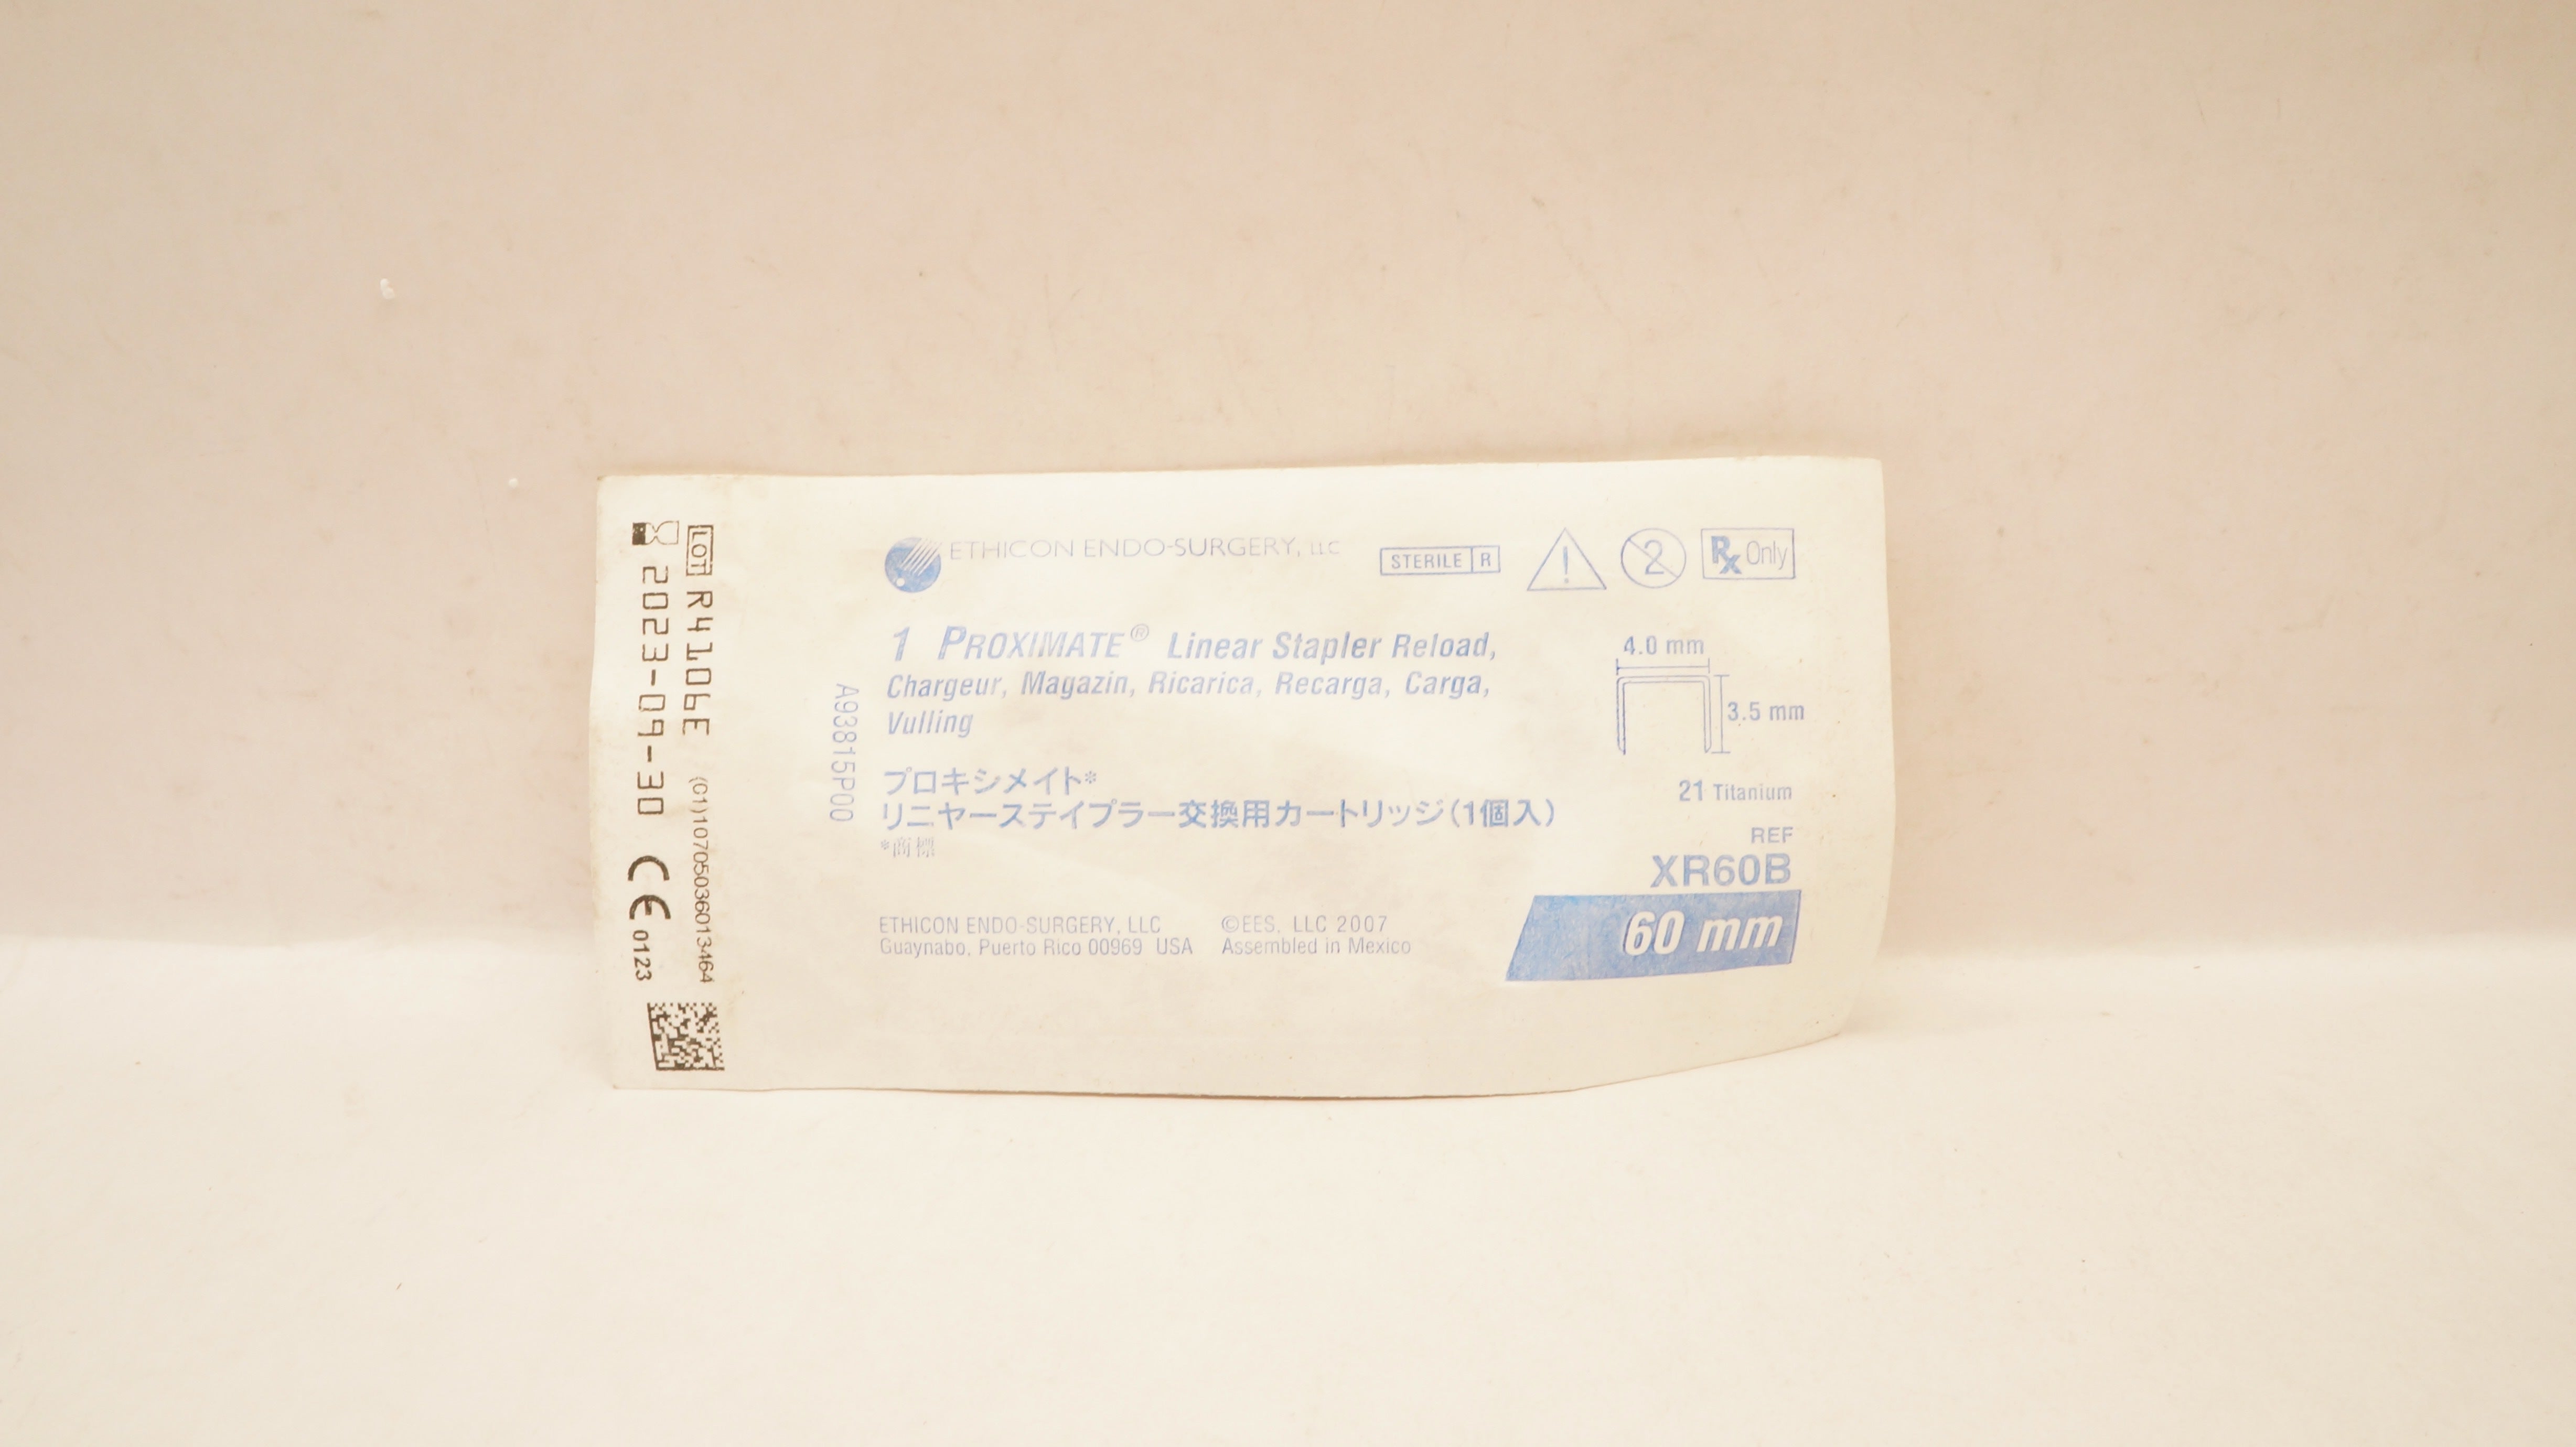 LOT R4106E (01)10705036013464
2023-09-30 CE 0123
A93815P00
ETHICON ENDO-SURGERY, LLC
STERILE R
2
Rx Only
1 PROXIMATE® Linear Stapler Reload,
Chargeur, Magazin, Ricarica, Recarga, Carga,
Vulling
プロキシメイト*
リニヤーステイプラー交換用カートリッジ(1個入)
*商標
4.0 mm
3.5 mm
21 Titanium
REF
XR60B
60 mm
ETHICON ENDO-SURGERY, LLC ©EES, LLC 2007
Guaynabo, Puerto Rico 00969 USA Assembled in Mexico